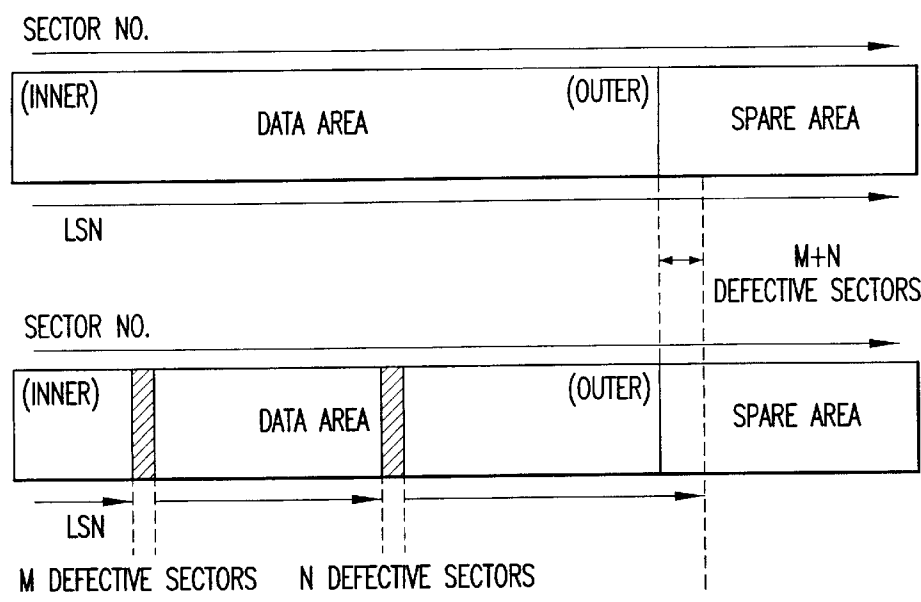 SECTOR NO.
(INNER)
(OUTER)
DATA AREA
SPARE AREA
LSN
M+N
DEFECTIVE SECTORS
SECTOR NO.
(INNER)
(OUTER)
DATA AREA
SPARE AREA
LSN
M DEFECTIVE SECTORS
N DEFECTIVE SECTORS